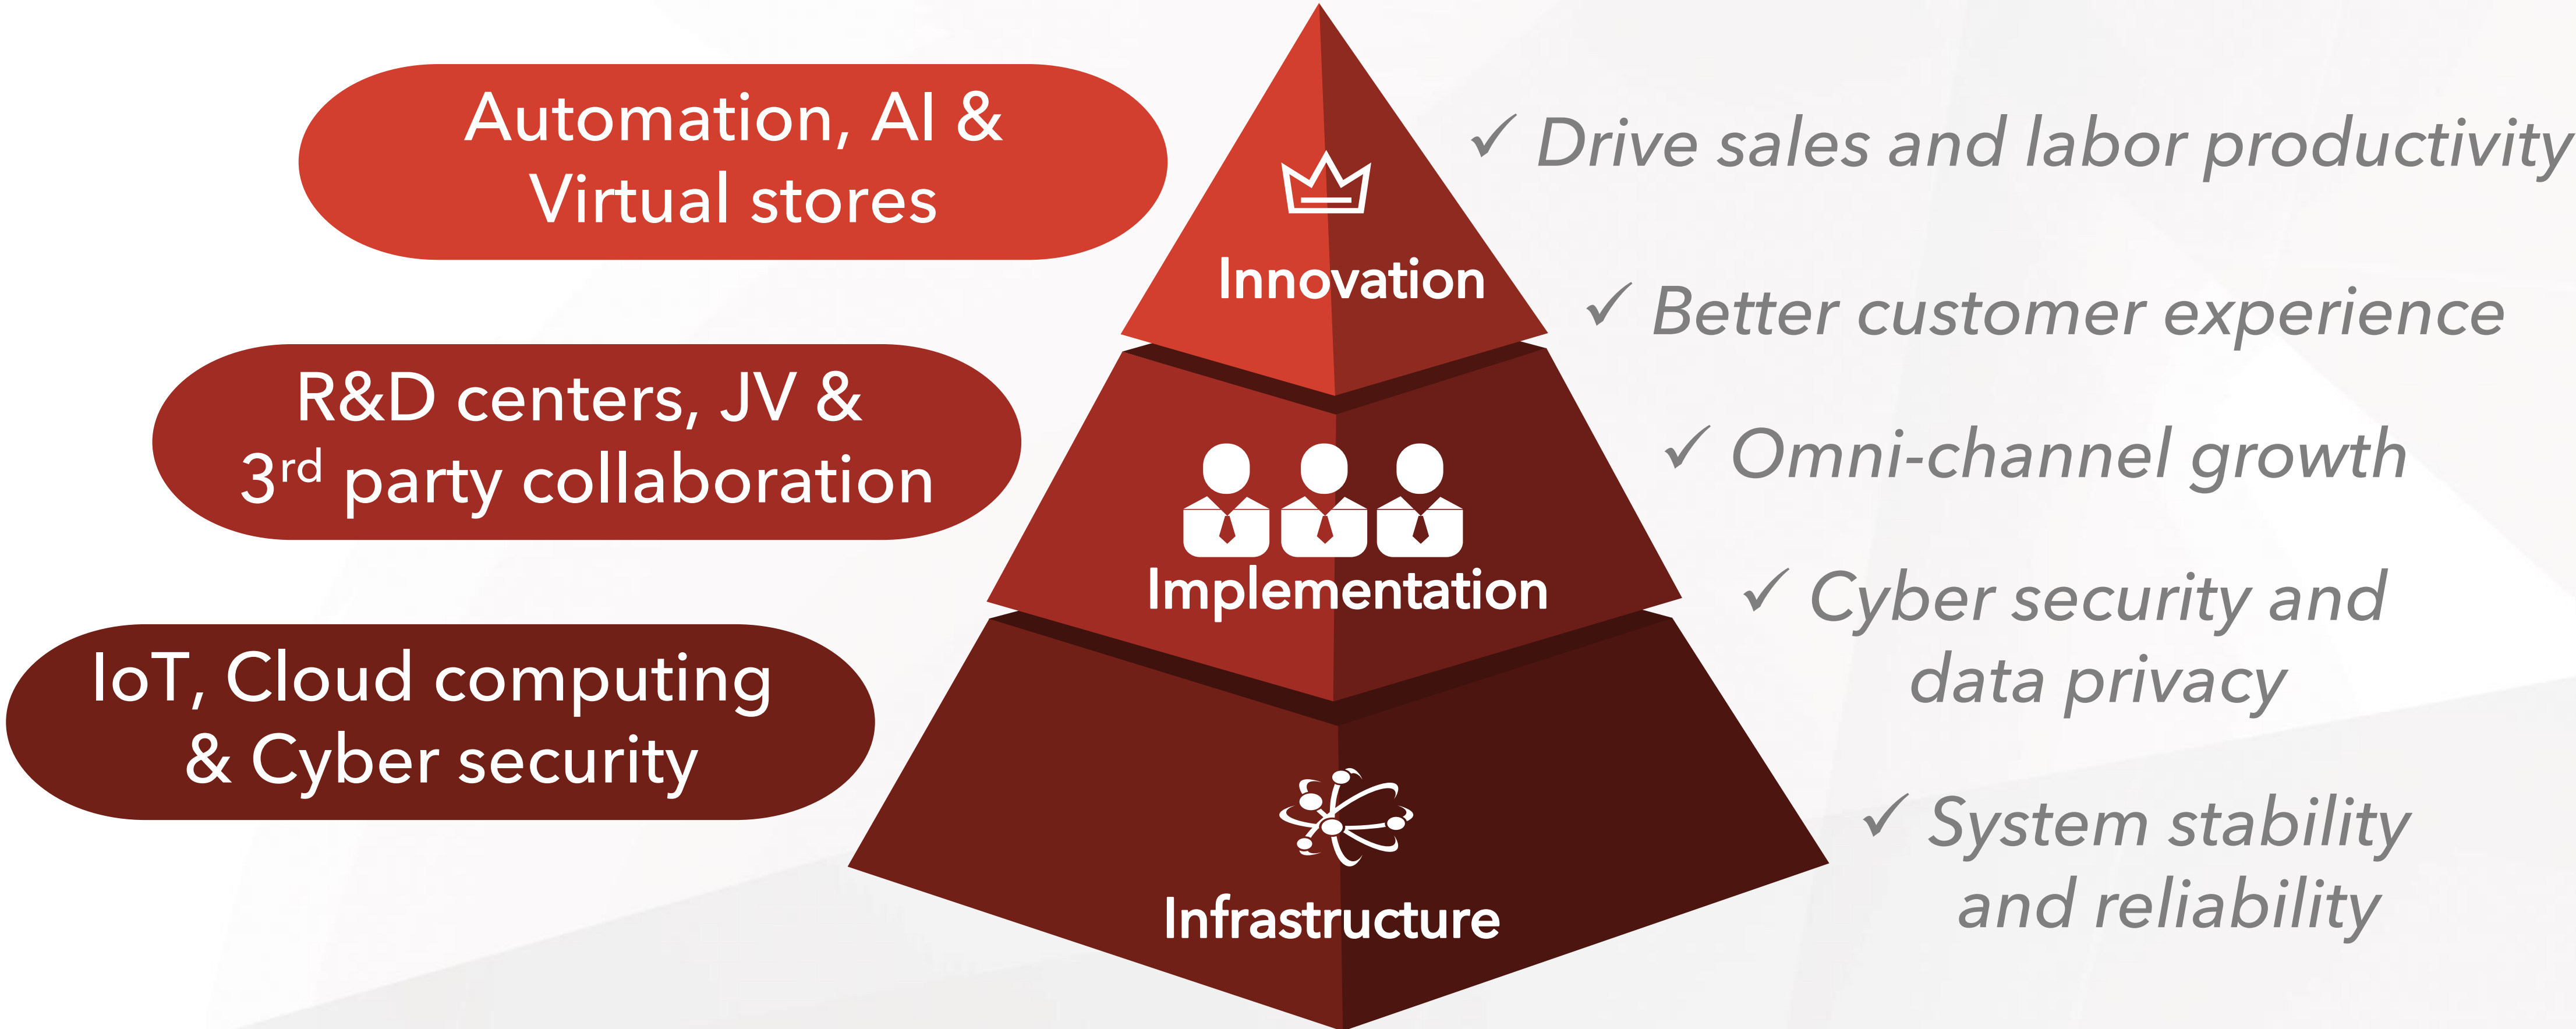 Automation, AI &
Virtual stores
R&D centers, JV &
3rd party collaboration
IoT, Cloud computing
& Cyber security
Innovation
Implementation
Infrastructure
✓ Drive sales and labor productivity
✓ Better customer experience
✓ Omni-channel growth
✓ Cyber security and
data privacy
✓ System stability
and reliability